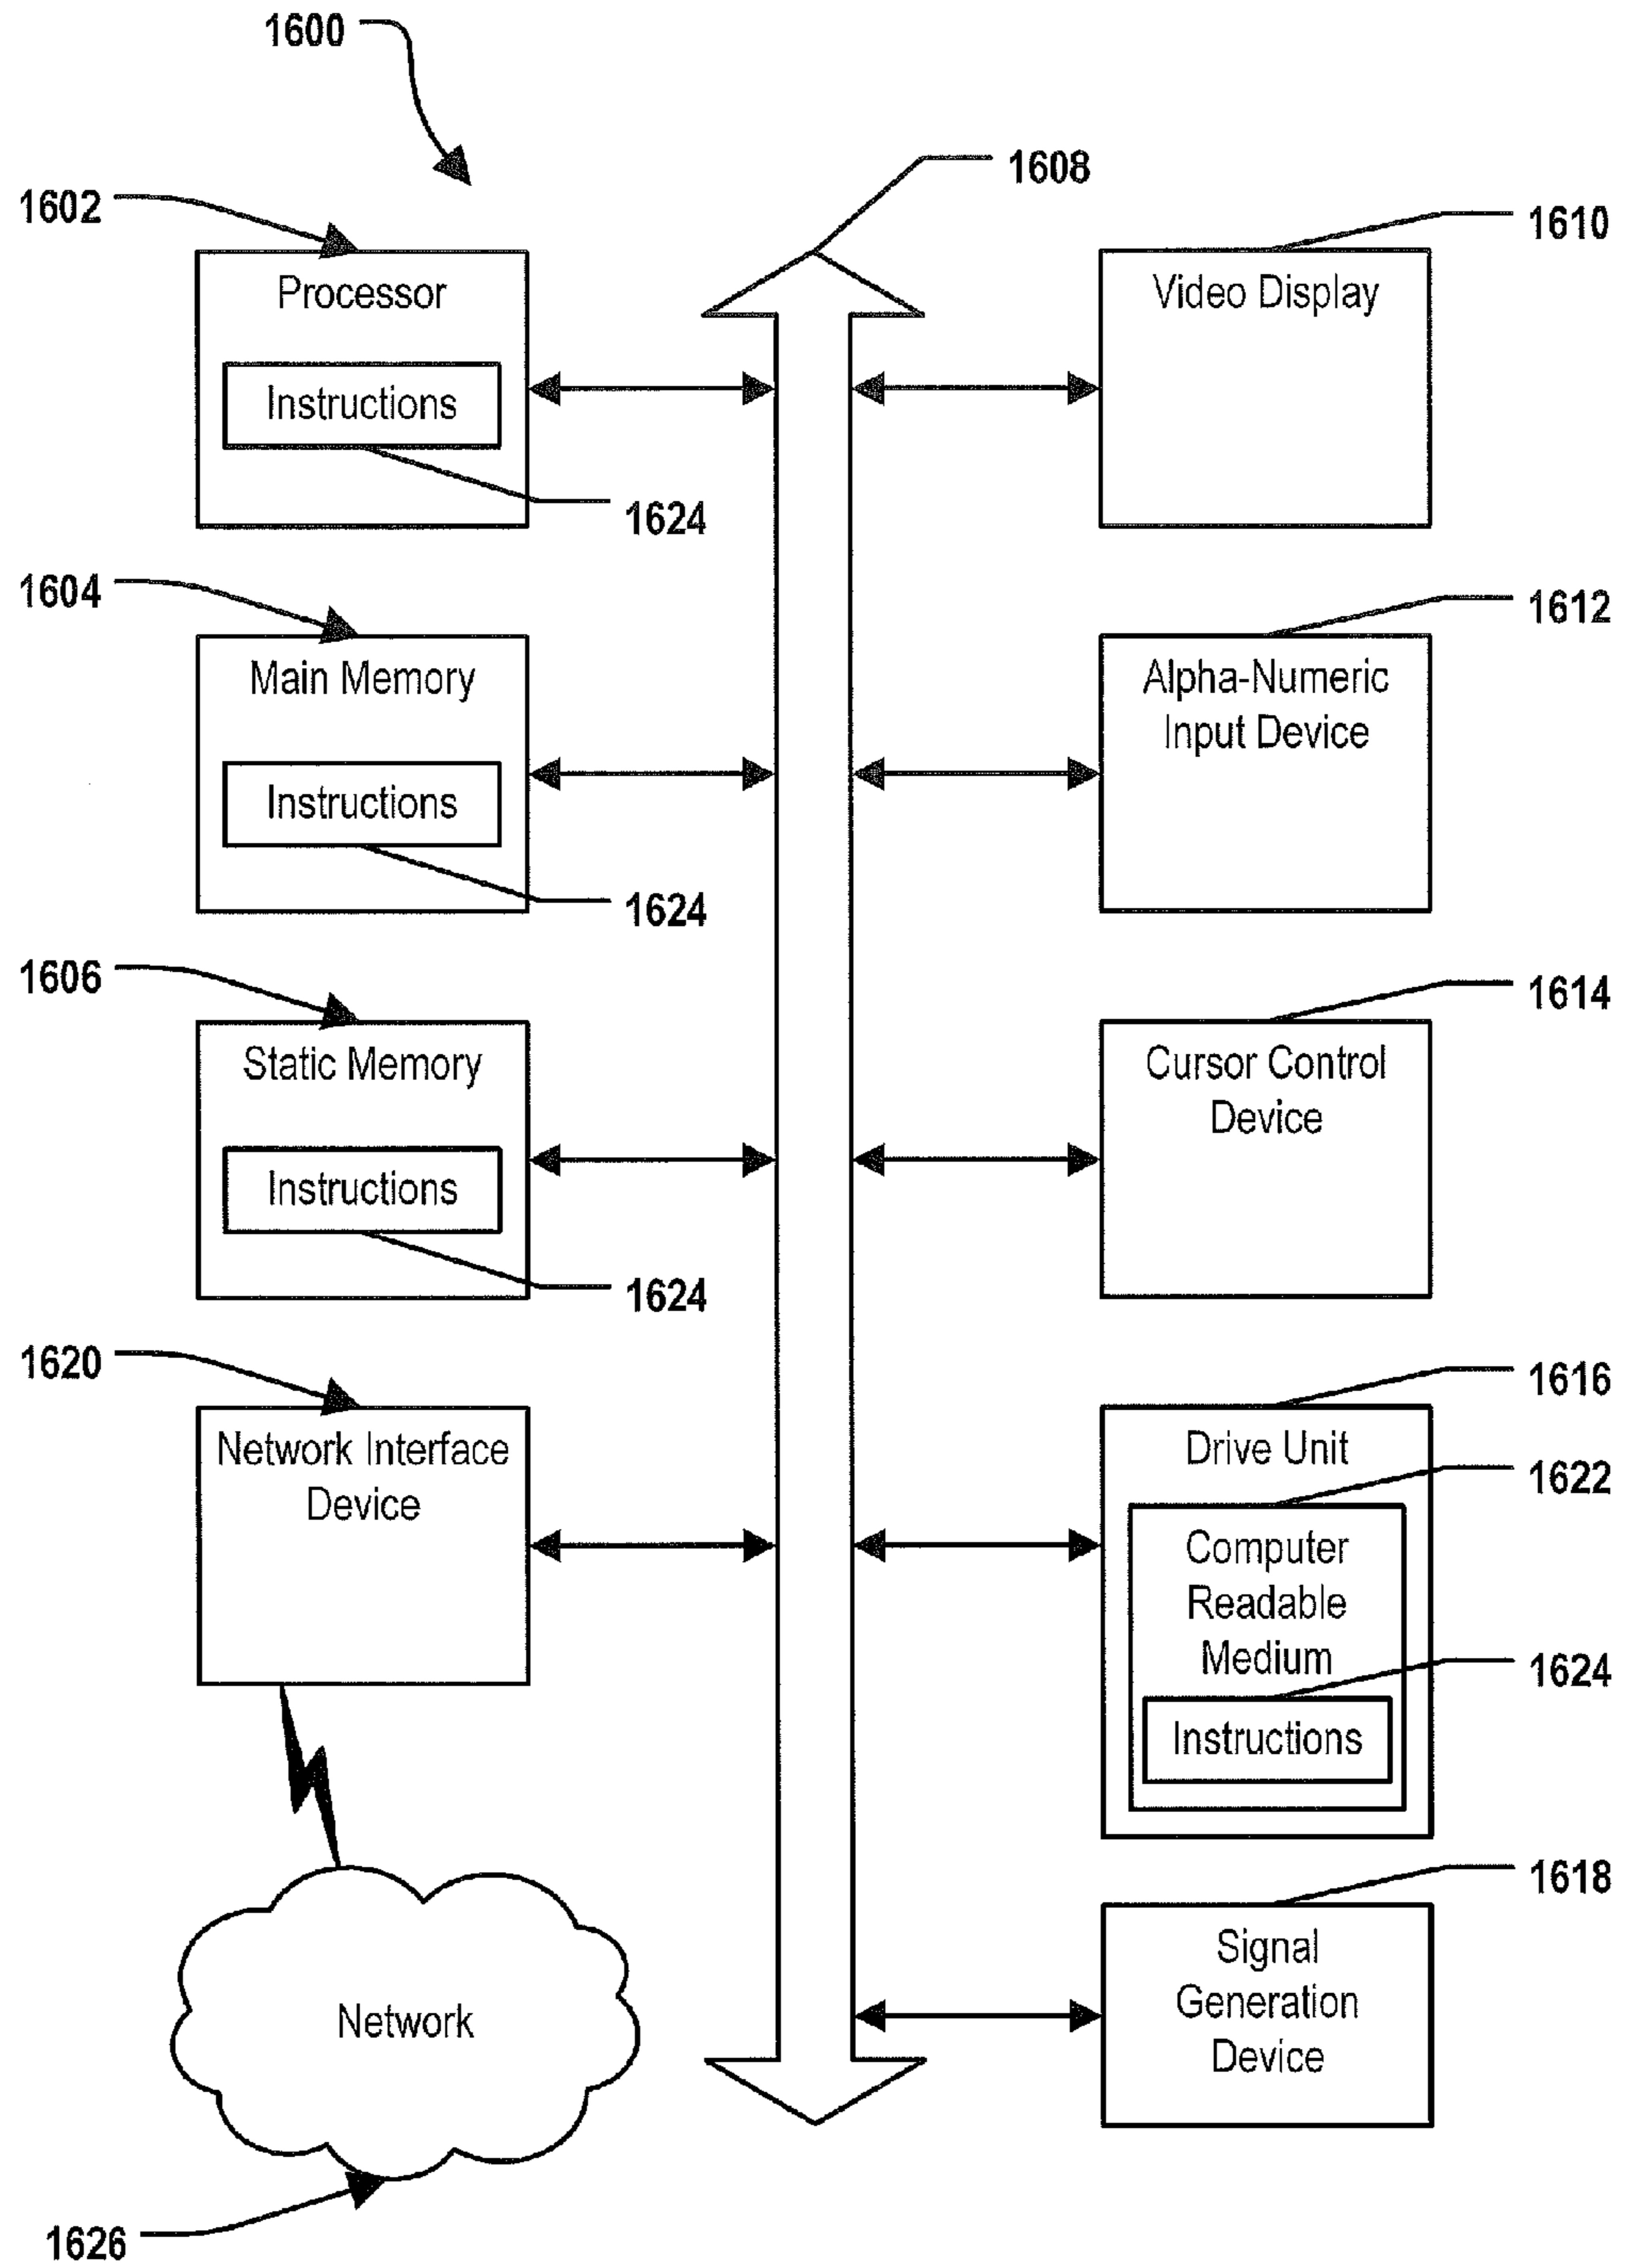 1600
1608
1602
1610
Processor
Video Display
Instructions
1624
1604
1612
Main Memory
Alpha-Numeric
Input Device
Instructions
1624
1606
1614
Static Memory
Cursor Control
Device
Instructions
1624
1620
1616
Network Interface
Device
Drive Unit
1622
Computer
Readable
Medium
1624
Instructions
1618
Signal
Generation
Device
Network
1626